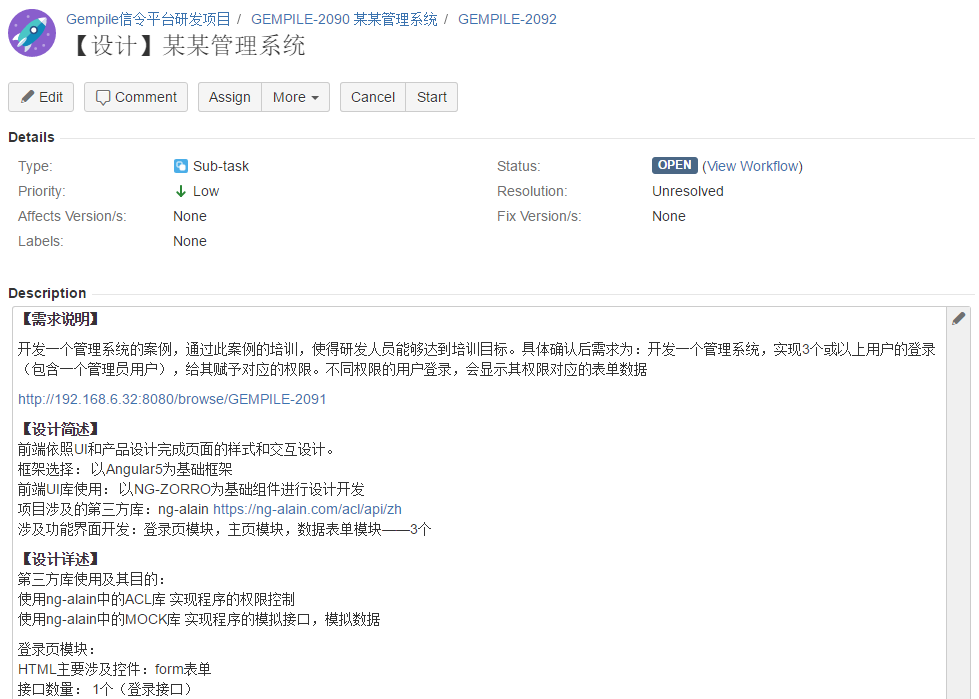 Gempile信令平台研发项目 / GEMPILE-2090 某某管理系统 / GEMPILE-2092
【设计】某某管理系统
Edit Comment Assign More Cancel Start
Details
Type: Sub-task Status: OPEN (View Workflow)
Priority: Low Resolution: Unresolved
Affects Version/s: None Fix Version/s: None
Labels: None
Description
【需求说明】
开发一个管理系统的案例，通过此案例的培训，使得研发人员能够达到培训目标。具体确认后需求为：开发一个管理系统，实现3个或以上用户的登录
（包含一个管理员用户），给其赋予对应的权限。不同权限的用户登录，会显示其权限对应的表单数据
http://192.168.6.32:8080/browse/GEMPILE-2091
【设计简述】
前端依照UI和产品设计完成页面的样式和交互设计。
框架选择： 以Angular5为基础框架
前端UI库使用： 以NG-ZORRO为基础组件进行设计开发
项目涉及的第三方库：ng-alain https://ng-alain.com/acl/api/zh
涉及功能界面开发：登录页模块，主页模块，数据表单模块——3个
【设计详述】
第三方库使用及其目的：
使用ng-alain中的ACL库 实现程序的权限控制
使用ng-alain中的MOCK库 实现程序的模拟接口，模拟数据
登录页模块：
HTML主要涉及控件：form表单
接口数量： 1个（登录接口）